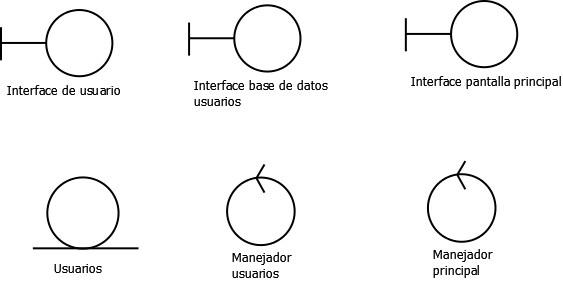 Interface de usuario
Interface base de datos
usuarios
Interface pantalla principal
Usuarios
Manejador
usuarios
Manejador
principal